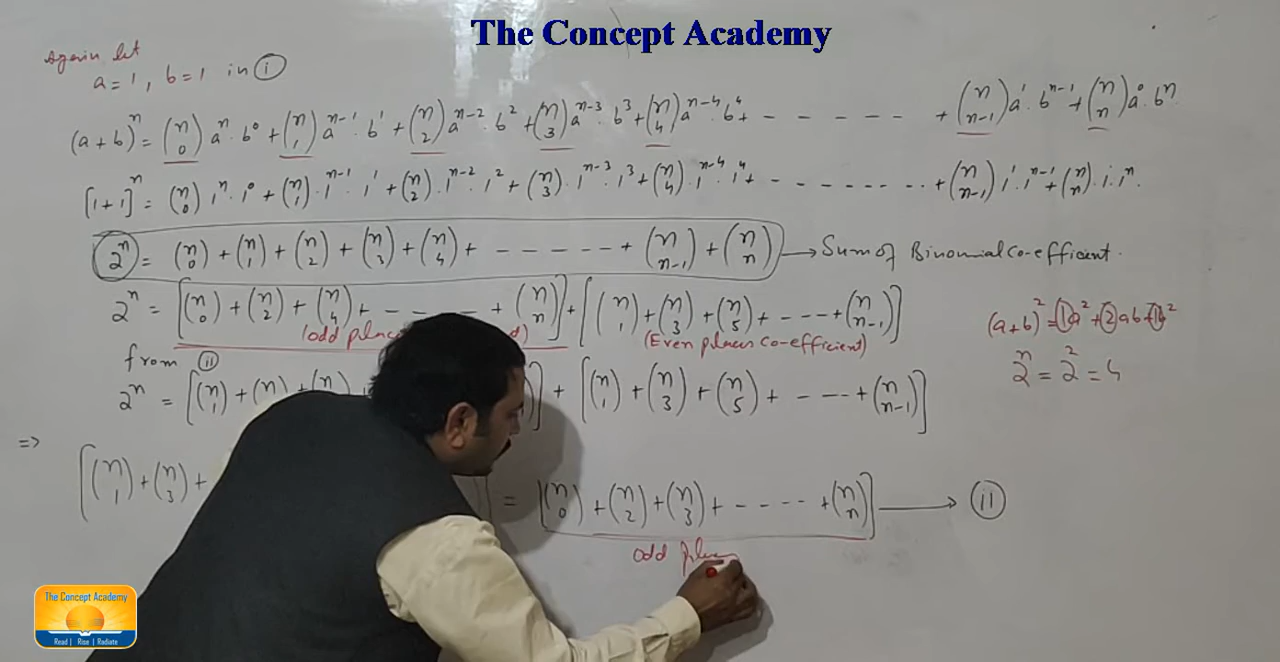 The Concept Academy
Again let
a=1, b=1 in (i)
(a+b)^n = (n 0) a^n · b^0 + (n 1) a^{n-1} · b^1 + (n 2) a^{n-2} · b^2 + (n 3) a^{n-3} · b^3 + (n 4) a^{n-4} · b^4 + - - - - - - + (n n-1) a^1 · b^{n-1} + (n n) a^0 · b^n
[1+1]^n = (n 0) 1^n · 1^0 + (n 1) · 1^{n-1} · 1^1 + (n 2) · 1^{n-2} · 1^2 + (n 3) · 1^{n-3} · 1^3 + (n 4) · 1^{n-4} · 1^4 + - - - - - - - + (n n-1) 1^1 · 1^{n-1} + (n n) · 1 · 1^n.
2^n = (n 0) + (n 1) + (n 2) + (n 3) + (n 4) + - - - - - - + (n n-1) + (n n) → Sum of Binomial co-efficient.
2^n = [(n 0) + (n 2) + (n 4) + - - - - + (n n)] + [(n 1) + (n 3) + (n 5) + - - - - + (n n-1)]
(odd places
(Even places co-efficient)
(a+b)^2 = 1a^2 + 2ab + 1b^2
2^n = 2^2 = 4
from (ii)
2^n = [(n 1) + (n ) + (n ] + [(n 1) + (n 3) + (n 5) + - - - - + (n n-1)]
=> [(n 1) + (n 3) + = [(n 0) + (n 2) + (n 3) + - - - - + (n n)] → (ii)
odd places
The Concept Academy
Read | Rise | Radiate